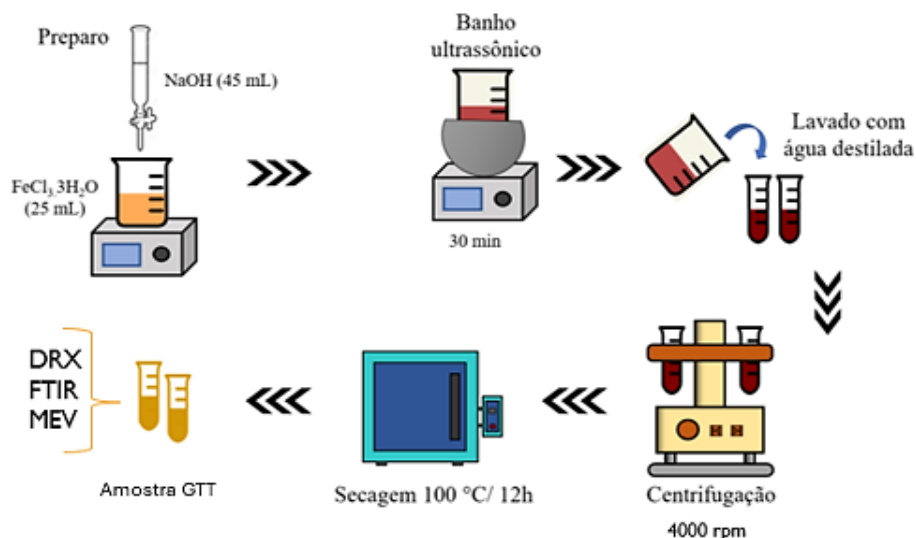 Preparo
NaOH (45 mL)
FeCl₃.3H₂O
(25 mL)
Banho
ultrassônico
30 min
Lavado com
água destilada
Centrifugação
4000 rpm
Secagem 100 °C/ 12h
Amostra GTT
DRX
FTIR
MEV